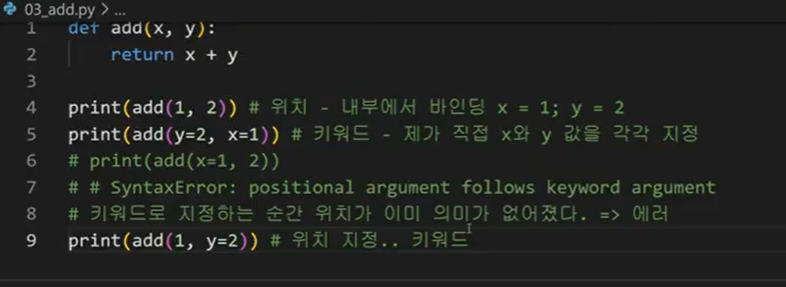 03_add.py > ...
1 def add(x, y):
2     return x + y
3
4 print(add(1, 2)) # 위치 - 내부에서 바인딩 x = 1; y = 2
5 print(add(y=2, x=1)) # 키워드 - 제가 직접 x와 y 값을 각각 지정
6 # print(add(x=1, 2))
7 # # SyntaxError: positional argument follows keyword argument
8 # 키워드로 지정하는 순간 위치가 이미 의미가 없어졌다. => 에러
9 print(add(1, y=2)) # 위치 지정.. 키워드